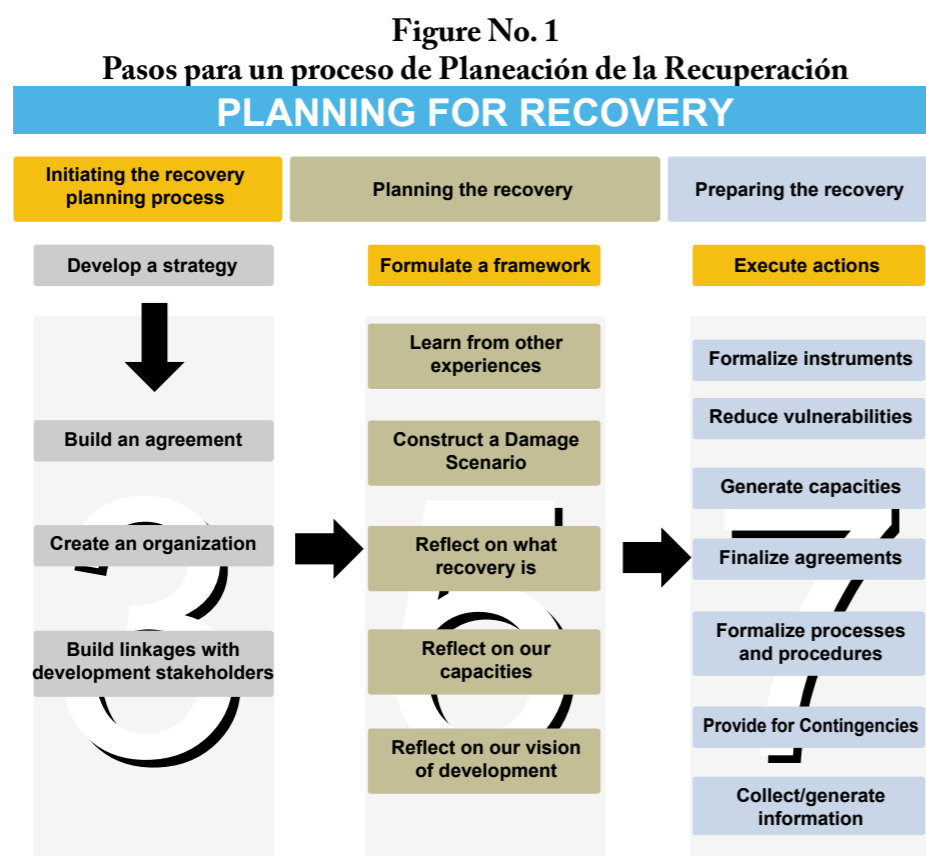 Figure No. 1
Pasos para un proceso de Planeación de la Recuperación
PLANNING FOR RECOVERY
Initiating the recovery
planning process
Planning the recovery
Preparing the recovery
Develop a strategy
Formulate a framework
Execute actions
3
Build an agreement
Create an organization
Build linkages with
development stakeholders
5
Learn from other
experiences
Construct a Damage
Scenario
Reflect on what
recovery is
Reflect on our
capacities
Reflect on our vision
of development
7
Formalize instruments
Reduce vulnerabilities
Generate capacities
Finalize agreements
Formalize processes
and procedures
Provide for Contingencies
Collect/generate
information